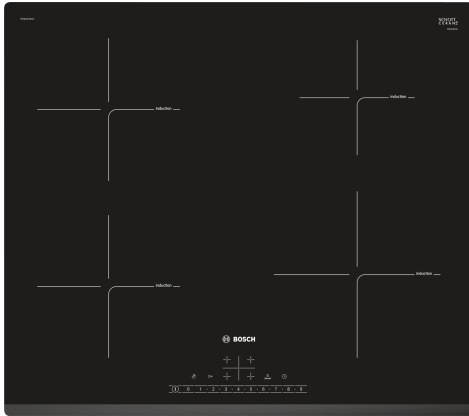 SCHOTT
CERAN®
induction
induction
induction
induction
BOSCH
0 1 · 2 · 3 · 4 · 5 · 6 · 7 · 8 · 9